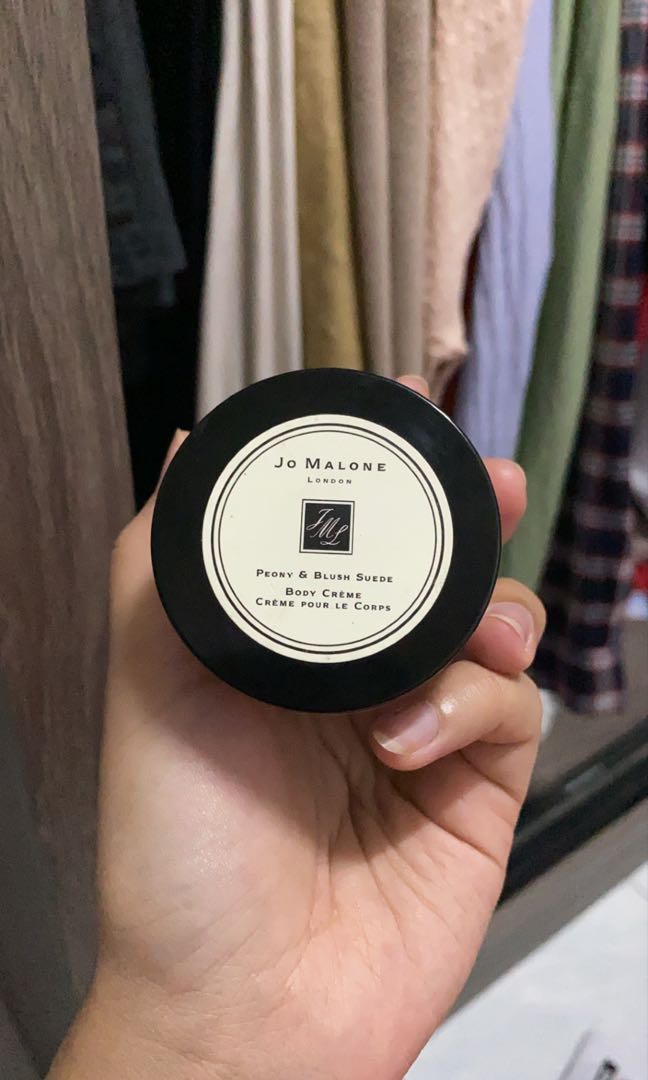 Jo Malone
London
JML
Peony & Blush Suede
Body Crème
Crème pour le Corps